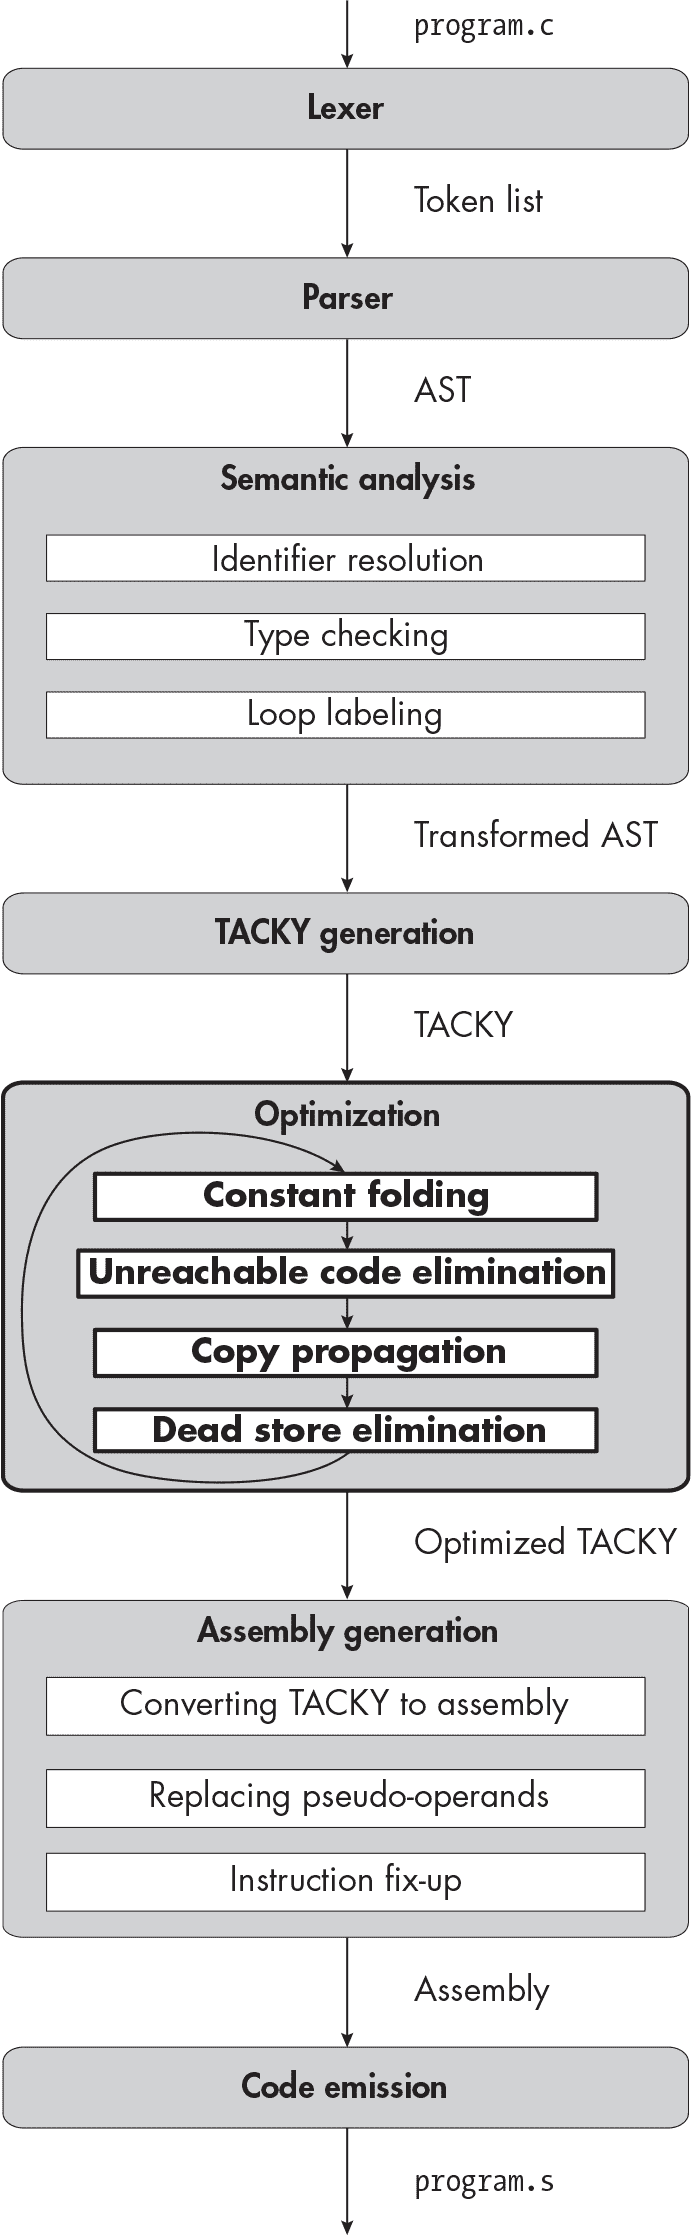 program.c
Lexer
Token list
Parser
AST
Semantic analysis
Identifier resolution
Type checking
Loop labeling
Transformed AST
TACKY generation
TACKY
Optimization
Constant folding
Unreachable code elimination
Copy propagation
Dead store elimination
Optimized TACKY
Assembly generation
Converting TACKY to assembly
Replacing pseudo-operands
Instruction fix-up
Assembly
Code emission
program.s